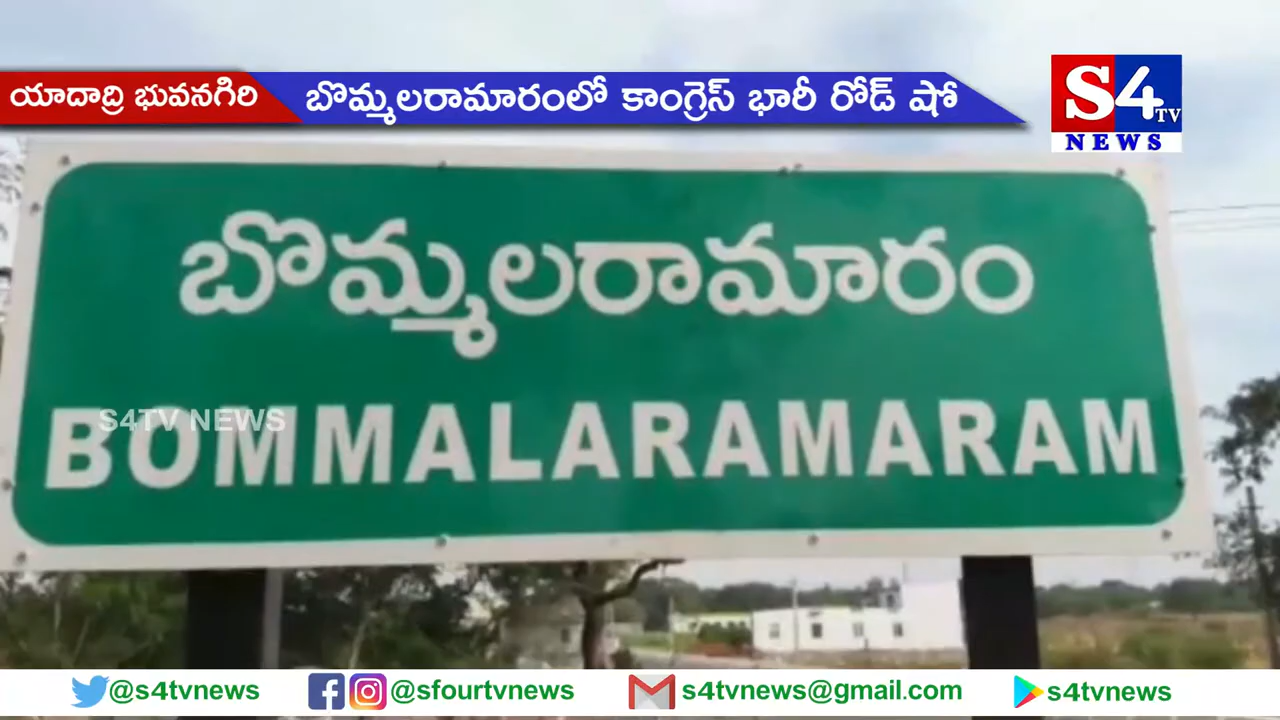 యాదాద్రి భువనగిరి
బొమ్మలరామారంలో కాంగ్రెస్ భారీ రోడ్ షో
S4 TV
NEWS
బొమ్మలరామారం
S4TV NEWS
BOMMALARAMARAM
@s4tvnews
@sfourtvnews
s4tvnews@gmail.com
s4tvnews